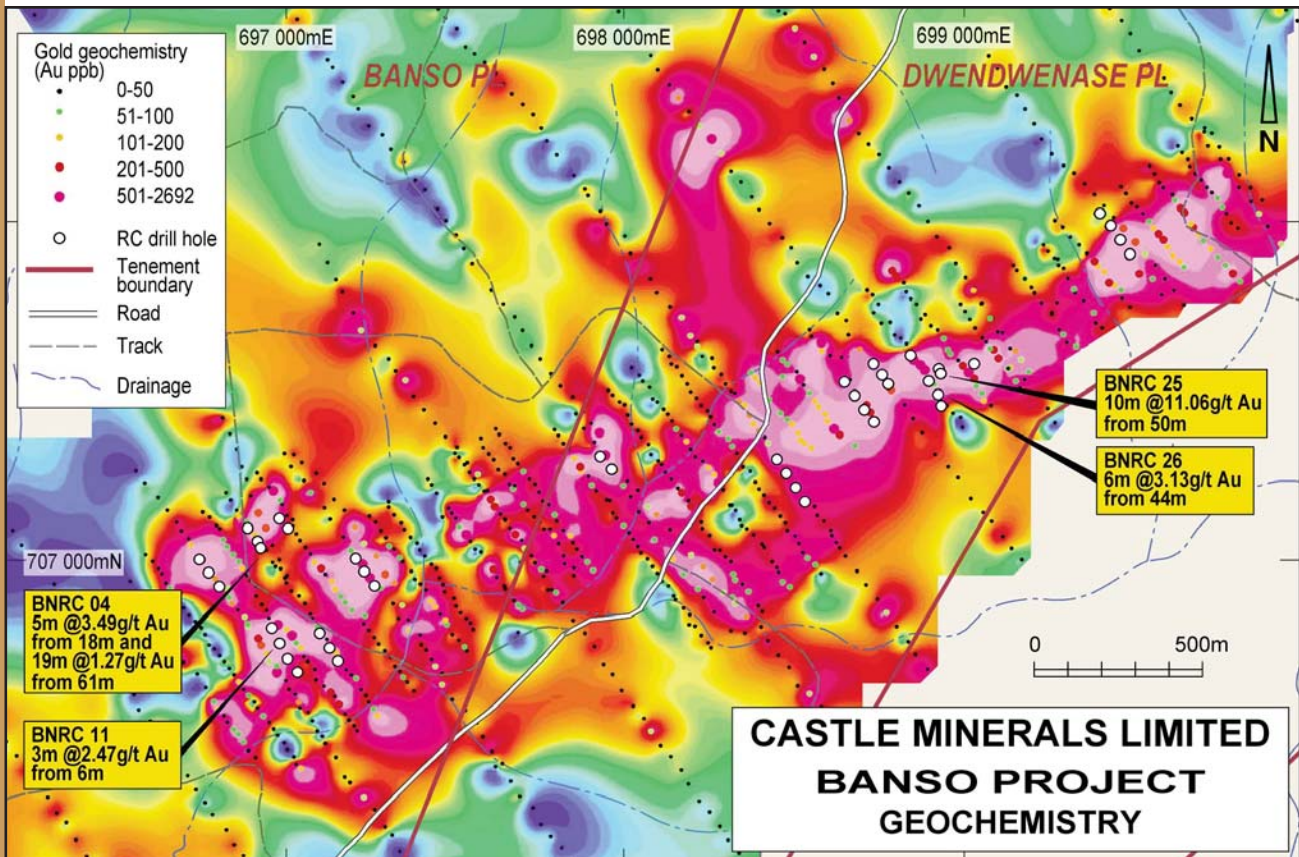 Gold geochemistry
(Au ppb)
0-50
51-100
101-200
201-500
501-2692
RC drill hole
Tenement
boundary
Road
Track
Drainage
697 000mE
698 000mE
699 000mE
BANSO PL
DWENDWENASE PL
N
BNRC 25
10m @11.06g/t Au
from 50m
BNRC 26
6m @3.13g/t Au
from 44m
707 000mN
BNRC 04
5m @3.49g/t Au
from 18m and
19m @1.27g/t Au
from 61m
BNRC 11
3m @2.47g/t Au
from 6m
0 500m
CASTLE MINERALS LIMITED
BANSO PROJECT
GEOCHEMISTRY